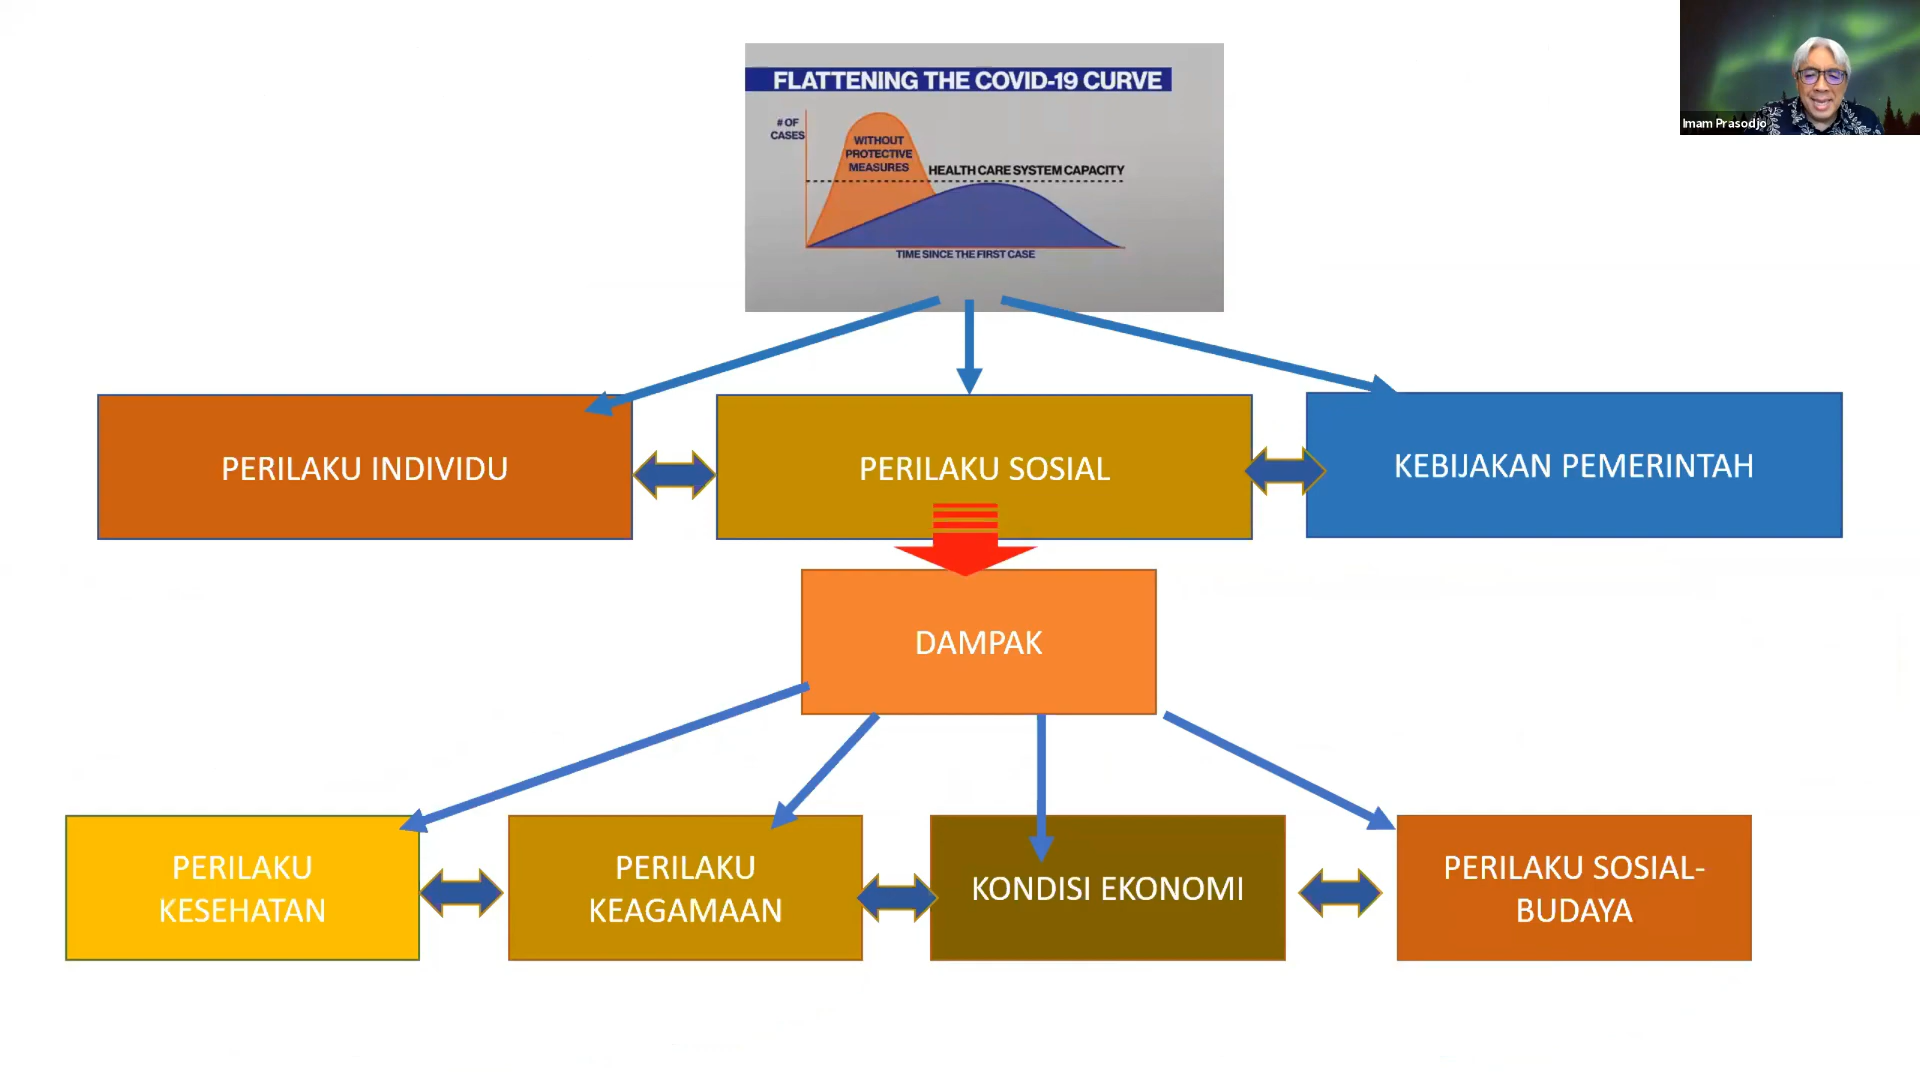 FLATTENING THE COVID-19 CURVE
# OF
CASES
WITHOUT
PROTECTIVE
MEASURES
HEALTH CARE SYSTEM CAPACITY
TIME SINCE THE FIRST CASE
Imam Prasodjo
PERILAKU INDIVIDU
PERILAKU SOSIAL
KEBIJAKAN PEMERINTAH
DAMPAK
PERILAKU
KESEHATAN
PERILAKU
KEAGAMAAN
KONDISI EKONOMI
PERILAKU SOSIAL-
BUDAYA